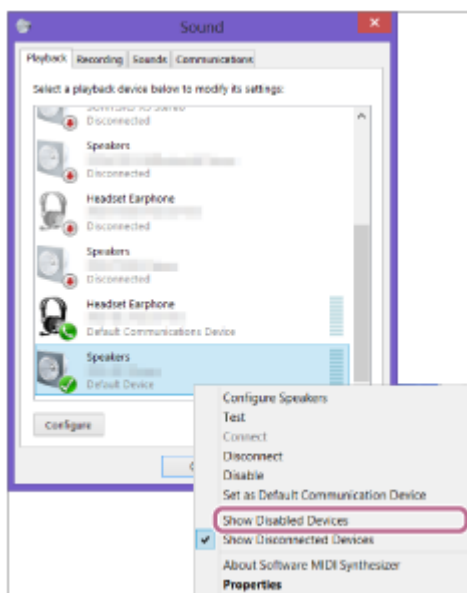 Sound
Playback Recording Sounds Communications
Select a playback device below to modify its settings:
Disconnected
Speakers
Disconnected
Headset Earphone
Disconnected
Speakers
Disconnected
Headset Earphone
Default Communications Device
Speakers
Default Device
Configure
Configure Speakers
Test
Connect
Disconnect
Disable
Set as Default Communication Device
Show Disabled Devices
Show Disconnected Devices
About Software MIDI Synthesizer
Properties